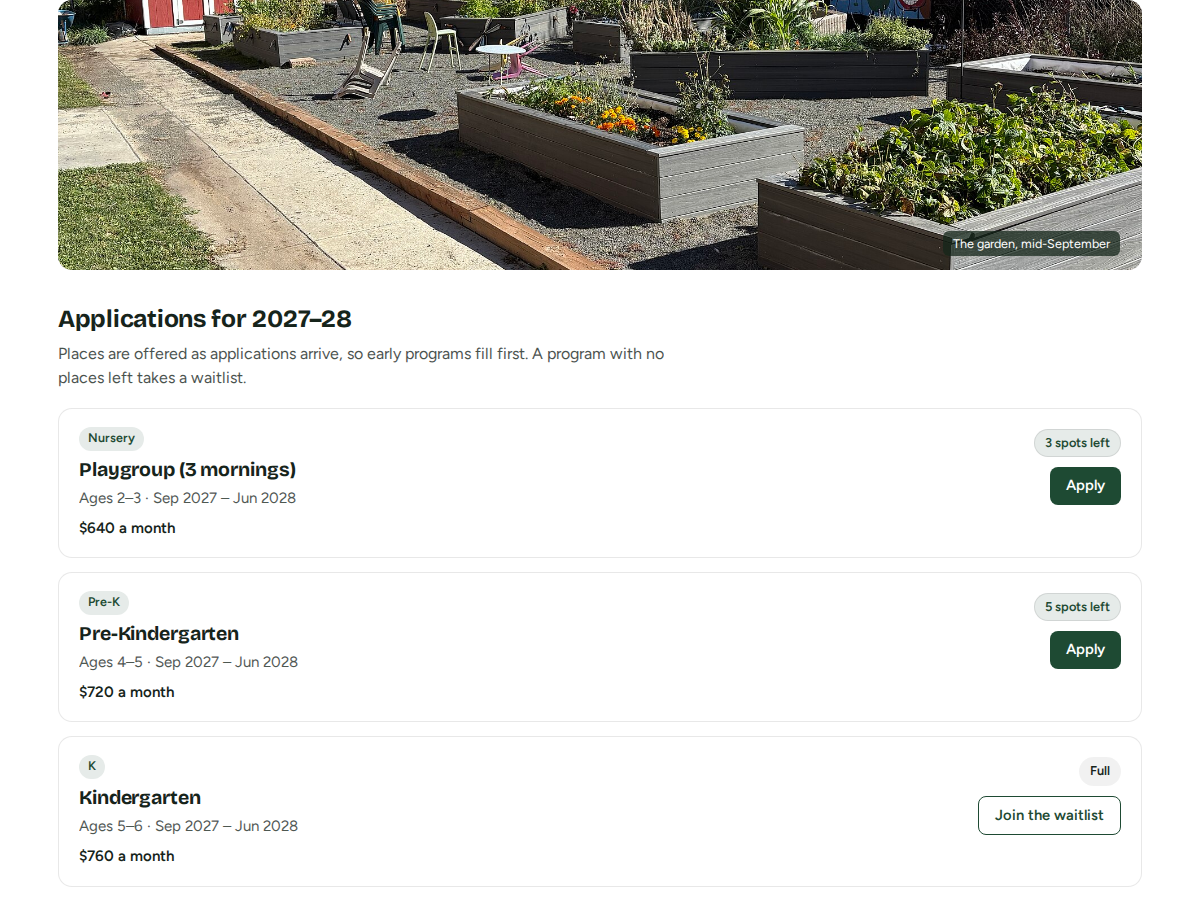 The garden, mid-September
Applications for 2027–28
Places are offered as applications arrive, so early programs fill first. A program with no
places left takes a waitlist.
Nursery
3 spots left
Playgroup (3 mornings)
Apply
Ages 2–3 · Sep 2027 – Jun 2028
$640 a month
Pre-K
5 spots left
Pre-Kindergarten
Apply
Ages 4–5 · Sep 2027 – Jun 2028
$720 a month
K
Full
Kindergarten
Join the waitlist
Ages 5–6 · Sep 2027 – Jun 2028
$760 a month